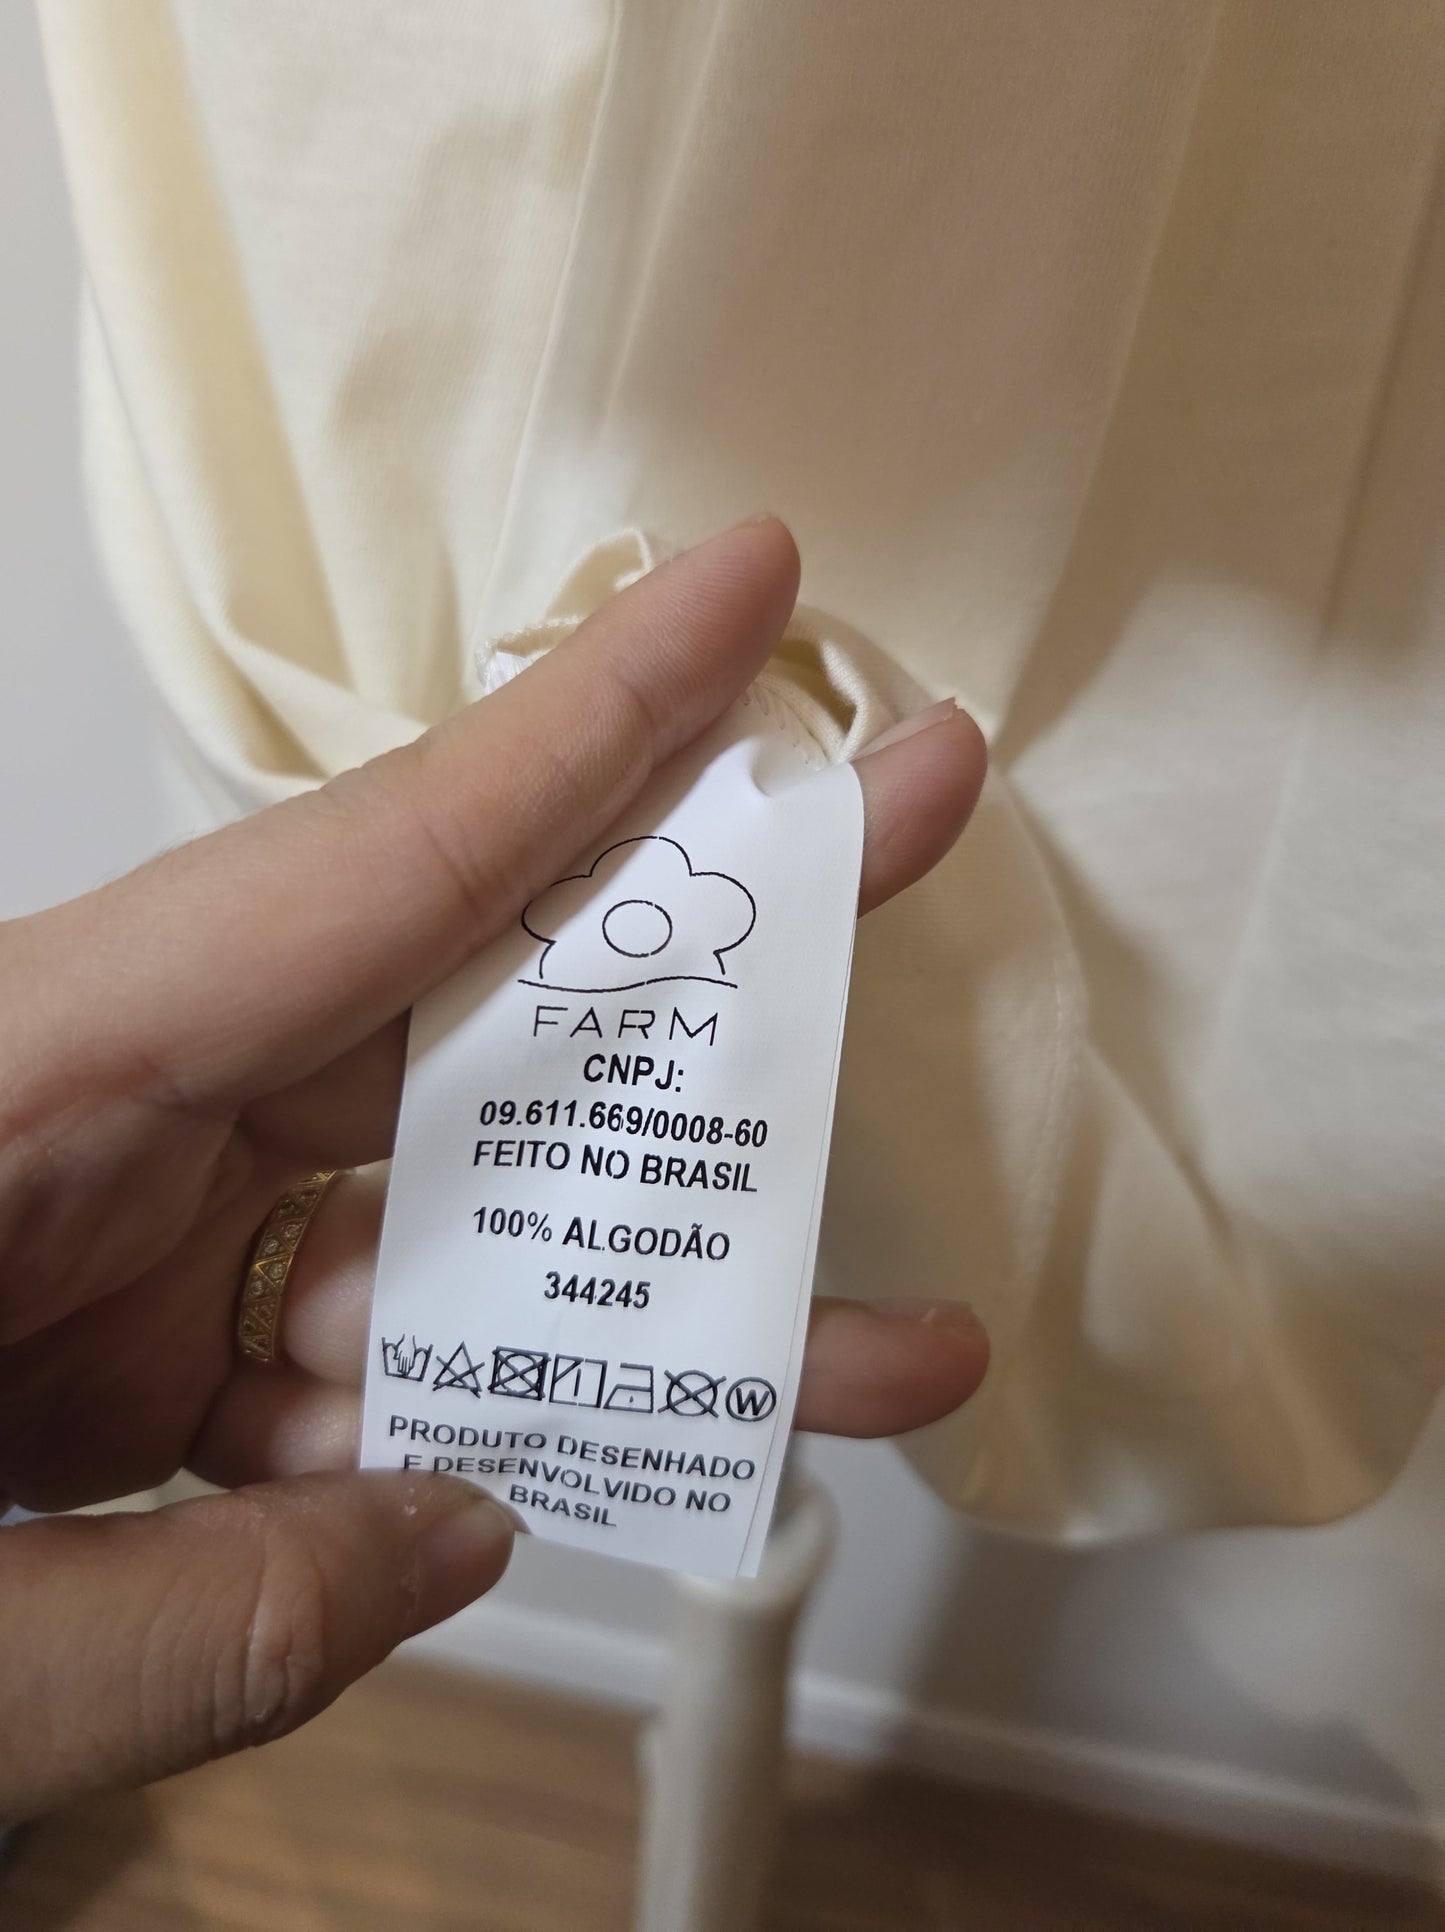 FARM
CNPJ:
09.611.669/0008-60
FEITO NO BRASIL
100% ALGODÃO
344245
W
PRODUTO DESENHADO
E DESENVOLVIDO NO
BRASIL